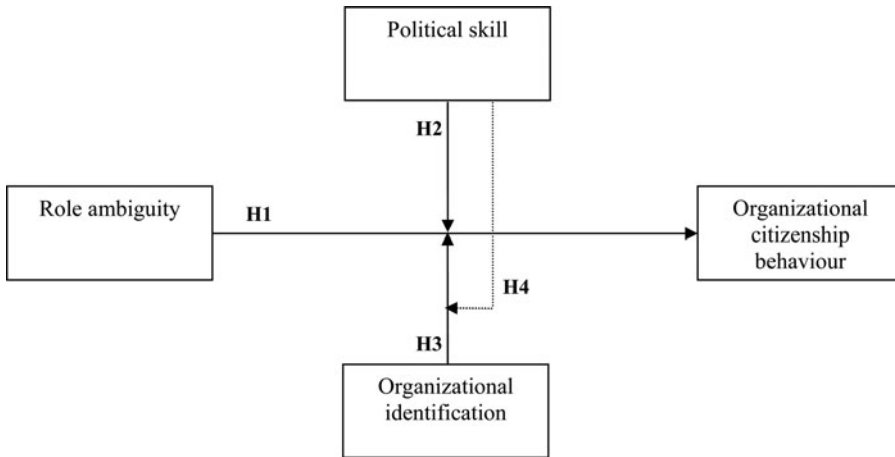 Political skill
H2
Role ambiguity
H1
Organizational
citizenship
behaviour
H4
H3
Organizational
identification